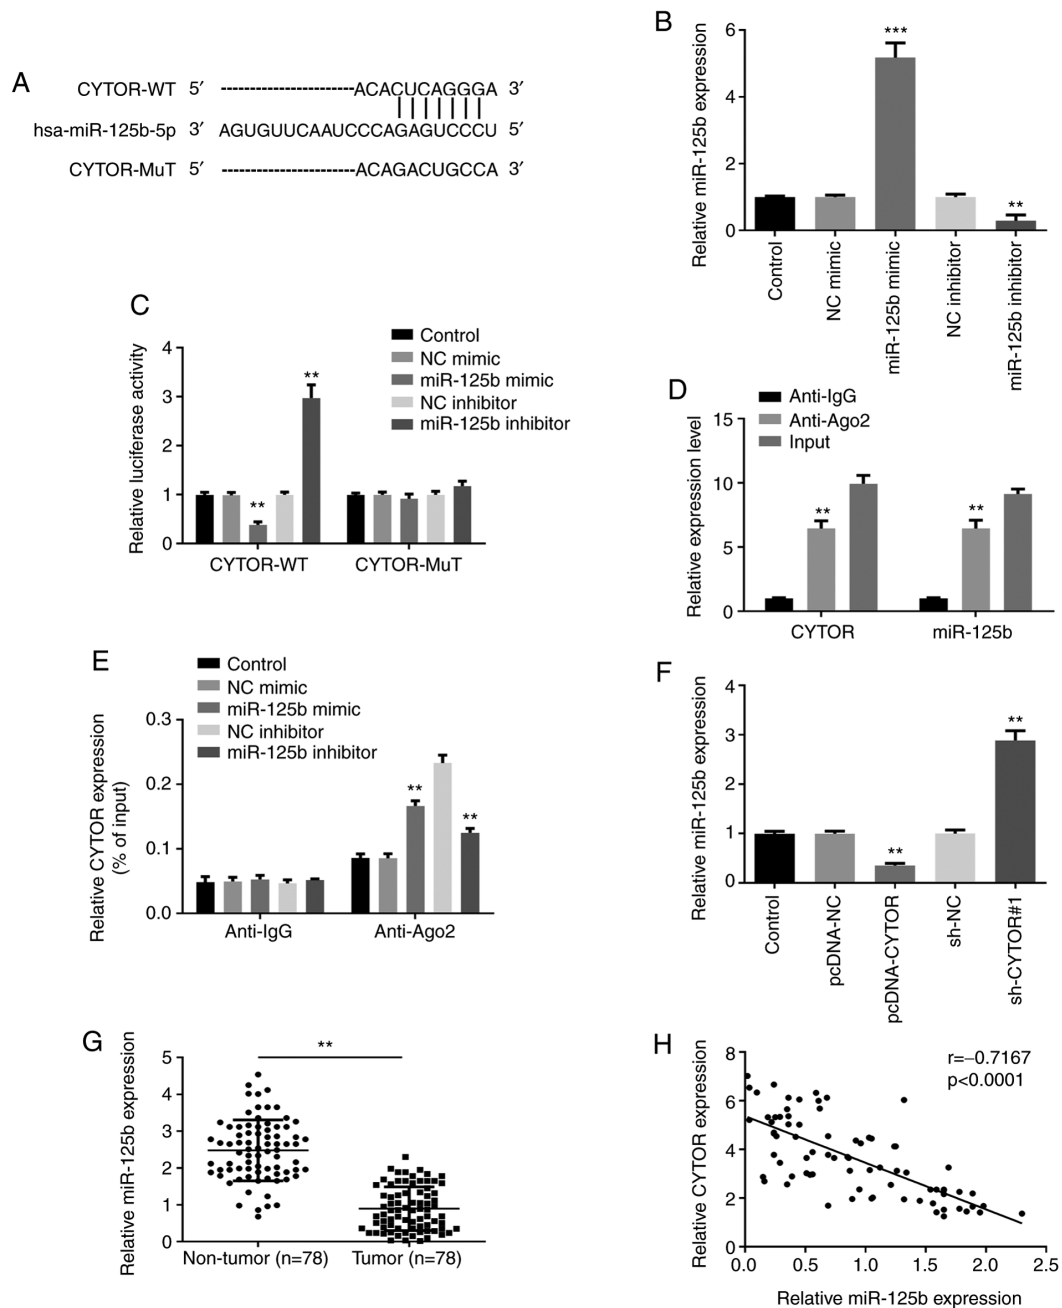 A
CYTOR-WT 5′ ----------------------ACACUCAGGGA 3′
hsa-miR-125b-5p 3′ AGUGUUCAAUCCCAGAGUCCCU 5′
CYTOR-MuT 5′ ----------------------ACAGACUGCCA 3′
B
Relative miR-125b expression
6
4
2
0
***
**
Control
NC mimic
miR-125b mimic
NC inhibitor
miR-125b inhibitor
C
Relative luciferase activity
4
3
2
1
0
Control
NC mimic
miR-125b mimic
NC inhibitor
miR-125b inhibitor
**
**
CYTOR-WT
CYTOR-MuT
D
Relative expression level
15
10
5
0
Anti-IgG
Anti-Ago2
Input
**
**
CYTOR
miR-125b
E
Relative CYTOR expression
(% of input)
0.3
0.2
0.1
0.0
Control
NC mimic
miR-125b mimic
NC inhibitor
miR-125b inhibitor
**
**
Anti-IgG
Anti-Ago2
F
Relative miR-125b expression
4
3
2
1
0
**
**
Control
pcDNA-NC
pcDNA-CYTOR
sh-NC
sh-CYTOR#1
G
Relative miR-125b expression
5
4
3
2
1
0
**
Non-tumor (n=78)
Tumor (n=78)
H
Relative CYTOR expression
8
6
4
2
0
r=−0.7167
p<0.0001
0.0
0.5
1.0
1.5
2.0
2.5
Relative miR-125b expression